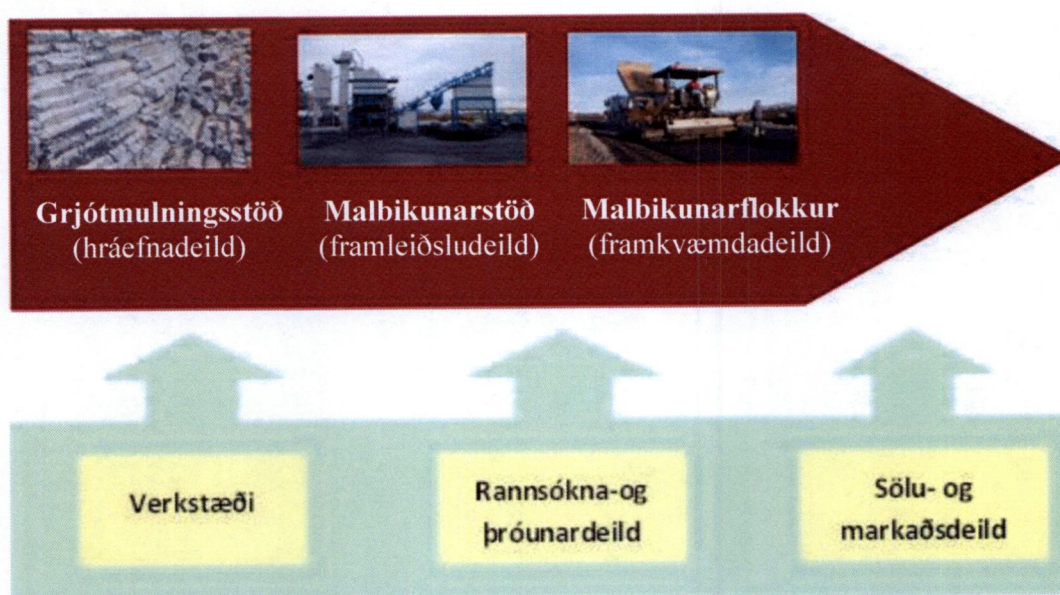 Grjótmulningsstöð
(hráefnadeild)
Malbikunarstöð
(framleiðsludeild)
Malbikunarflokkur
(framkvæmdadeild)
Verkstæði
Rannsókna-og
þróunardeild
Sölu- og
markaðsdeild